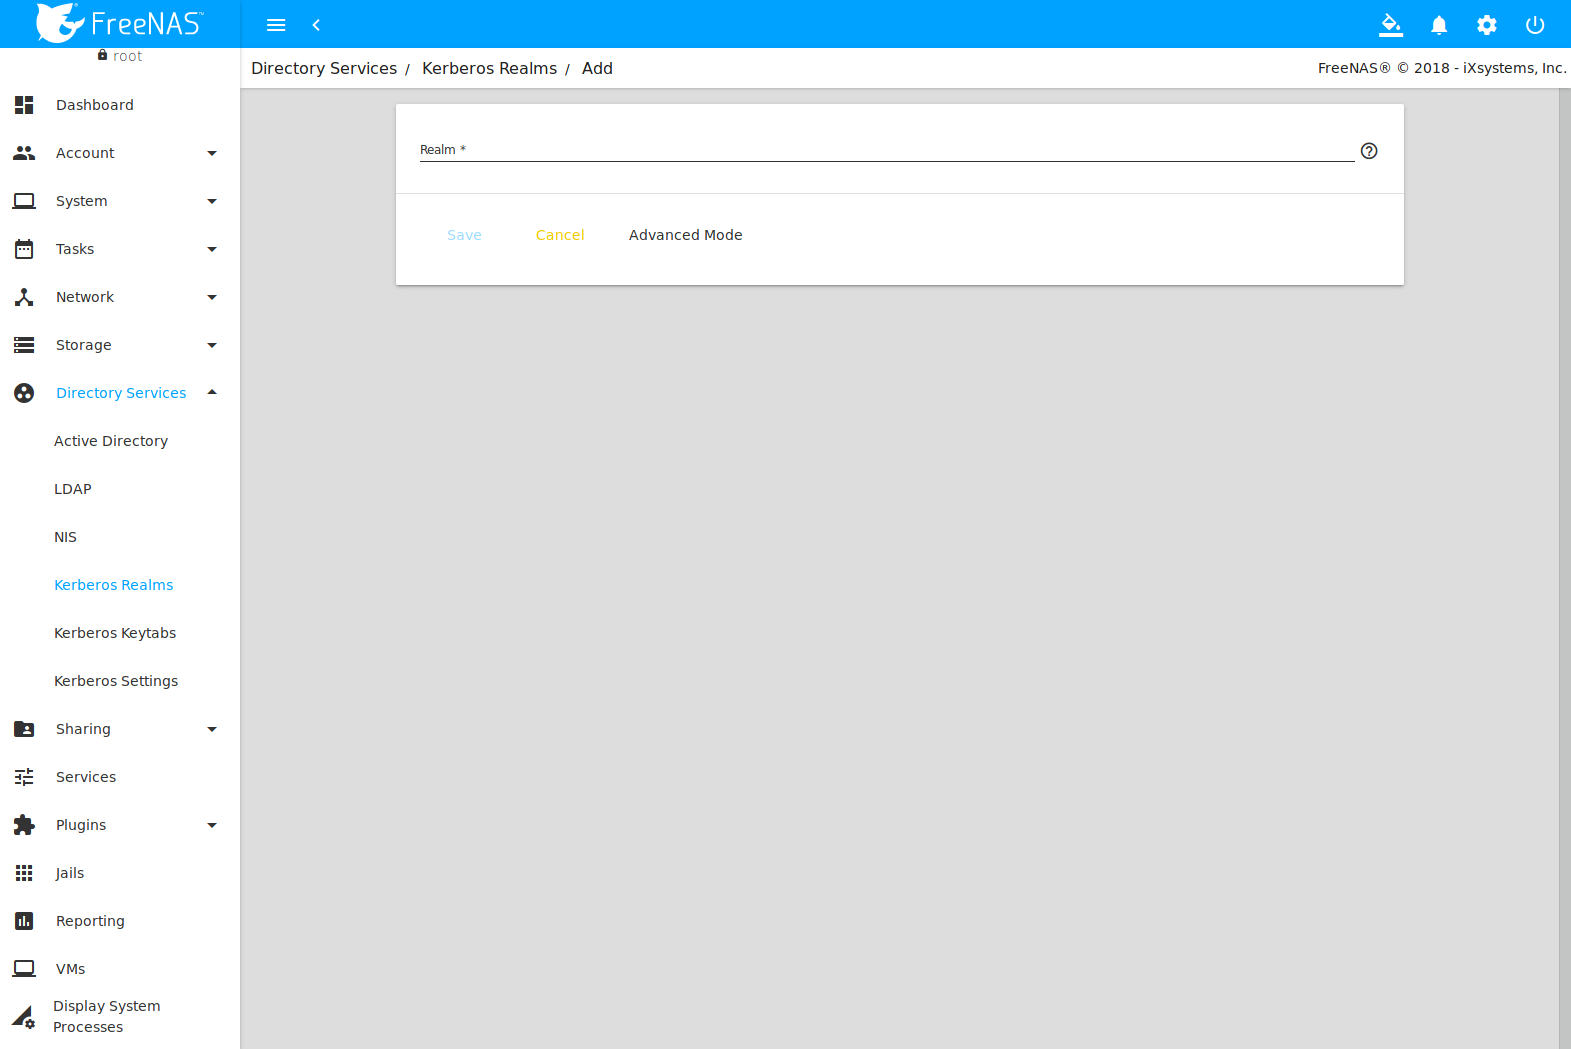 FreeNAS™
root
Dashboard
Account
System
Tasks
Network
Storage
Directory Services
Active Directory
LDAP
NIS
Kerberos Realms
Kerberos Keytabs
Kerberos Settings
Sharing
Services
Plugins
Jails
Reporting
VMs
Display System
Processes
Directory Services / Kerberos Realms / Add
FreeNAS® © 2018 - iXsystems, Inc.
Realm *
Save
Cancel
Advanced Mode